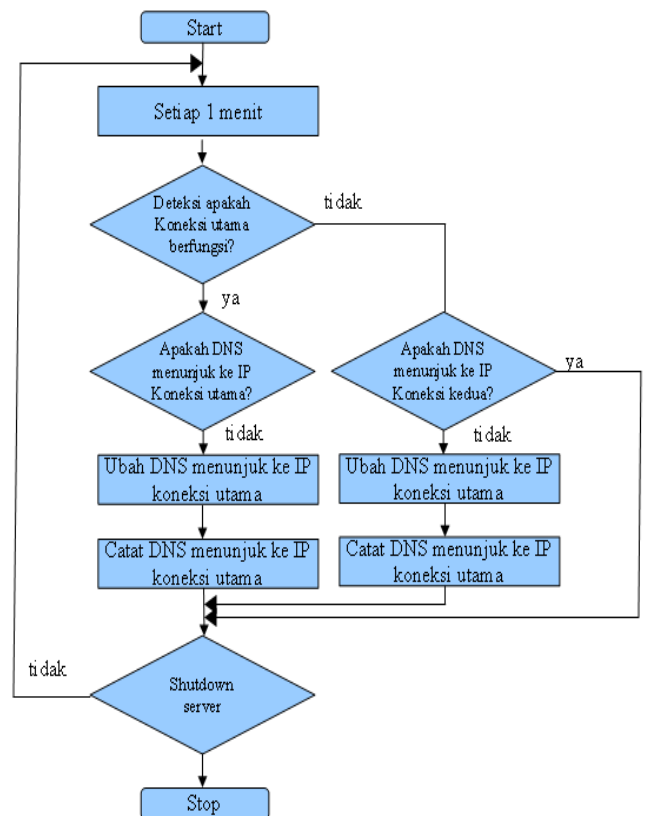 Start
Setiap 1 menit
Deteksi apakah
Koneksi utama
berfungsi?
tidak
ya
Apakah DNS
menunjuk ke IP
Koneksi utama?
Apakah DNS
menunjuk ke IP
Koneksi kedua?
ya
tidak
tidak
Ubah DNS menunjuk ke IP
koneksi utama
Ubah DNS menunjuk ke IP
koneksi utama
Catat DNS menunjuk ke IP
koneksi utama
Catat DNS menunjuk ke IP
koneksi utama
tidak
Shutdown
server
Stop